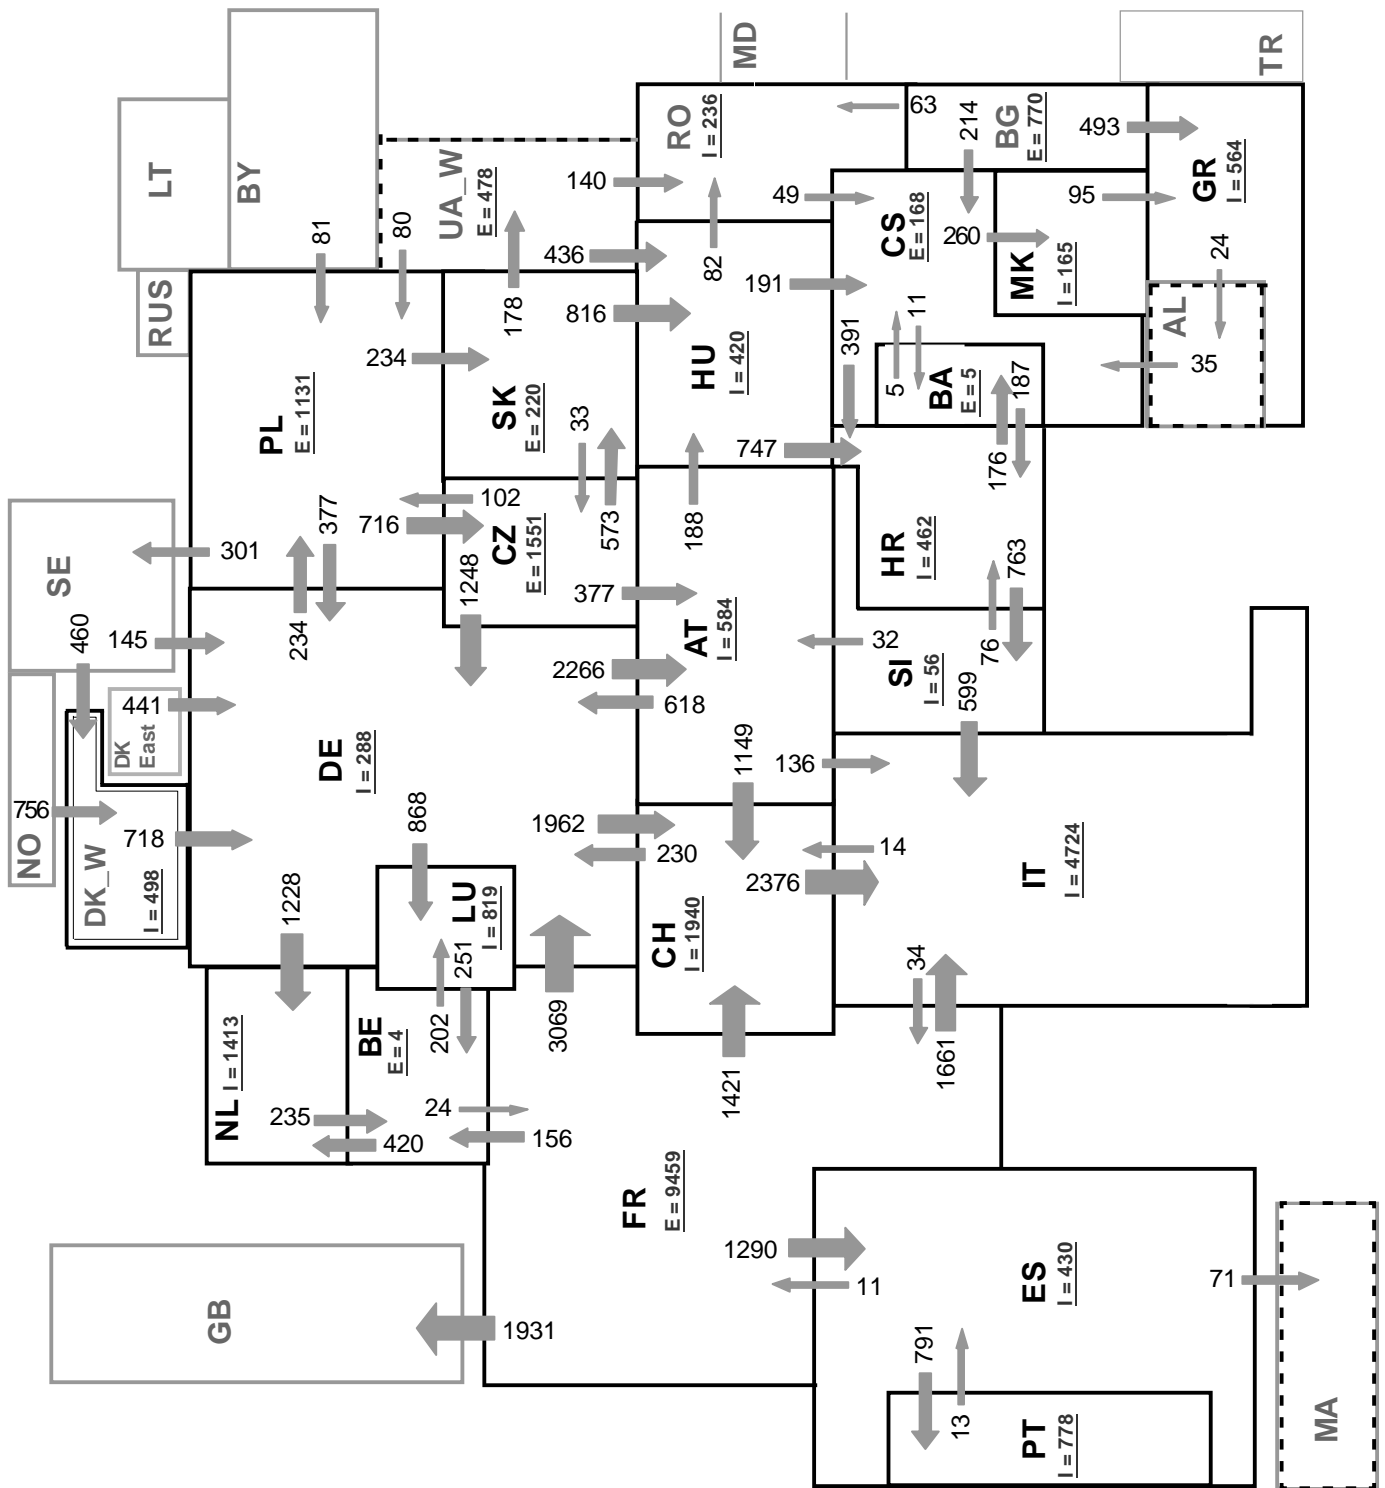 MD
TR
LT
BY
RUS
UA_W
E = 478
RO
I = 236
63
214
BG
E = 770
493
GR
I = 564
140
49
95
81
80
436
82
CS
E = 168
260
MK
I = 165
24
178
816
191
AL
PL
E = 1131
234
SK
E = 220
HU
I = 420
391
5
11
BA
E = 5
187
35
33
747
176
377
716
102
CZ
E = 1551
573
188
HR
I = 462
763
SE
301
1248
377
460
145
234
AT
I = 584
32
SI
I = 56
76
599
2266
618
441
DK
East
DE
I = 288
1149
136
NO
756
DK_W
I = 498
718
868
1962
230
14
2376
IT
I = 4724
1228
LU
I = 819
CH
I = 1940
251
34
202
3069
NL I = 1413
BE
E = 4
1421
1661
235
420
24
156
FR
E = 9459
1290
11
ES
I = 430
71
GB
1931
791
13
PT
I = 778
MA